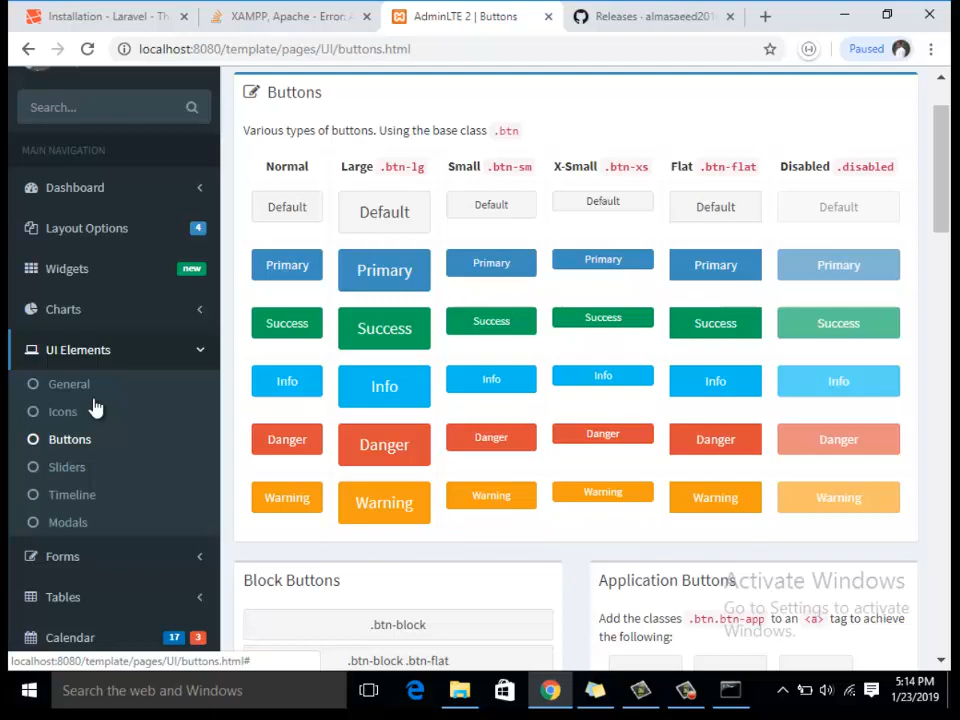 Installation - Laravel - Th
XAMPP, Apache - Error:
AdminLTE 2 | Buttons
Releases · almasaeed201
localhost:8080/template/pages/UI/buttons.html
Paused
Search...
MAIN NAVIGATION
Dashboard
Layout Options 4
Widgets new
Charts
UI Elements
General
Icons
Buttons
Sliders
Timeline
Modals
Forms
Tables
Calendar 17 3
localhost:8080/template/pages/UI/buttons.html#
Buttons
Various types of buttons. Using the base class .btn
Normal Large .btn-lg Small .btn-sm X-Small .btn-xs Flat .btn-flat Disabled .disabled
Default Default Default Default Default Default
Primary Primary Primary Primary Primary Primary
Success Success Success Success Success Success
Info Info Info Info Info Info
Danger Danger Danger Danger Danger Danger
Warning Warning Warning Warning Warning Warning
Block Buttons
.btn-block
.btn-block .btn-flat
Application Buttons
Add the classes .btn.btn-app to an <a> tag to achieve
the following:
Activate Windows
Go to Settings to activate
Windows.
Search the web and Windows
5:14 PM
1/23/2019